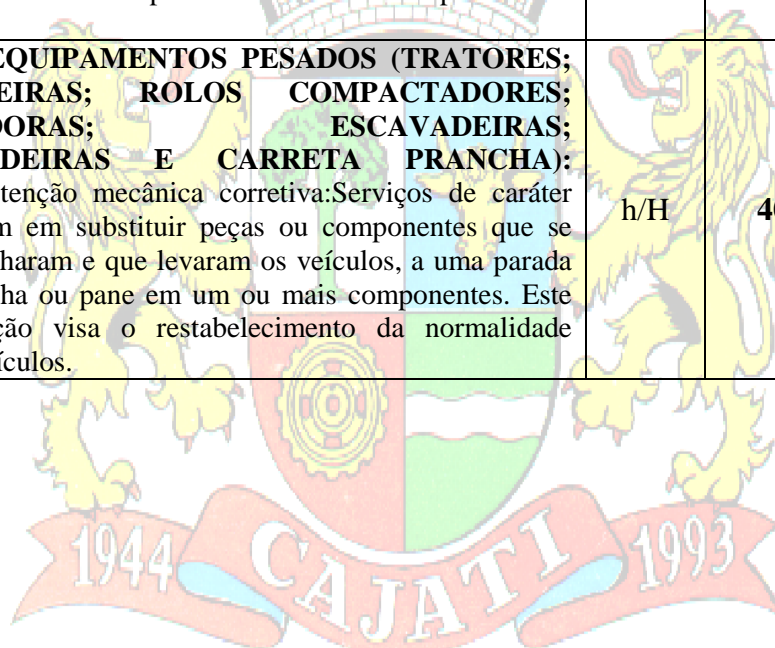 EQUIPAMENTOS PESADOS (TRATORES;
EIRAS; ROLOS COMPACTADORES;
DORAS; ESCAVADEIRAS;
DEIRAS E CARRETA PRANCHA):
tenção mecânica corretiva:Serviços de caráter
m em substituir peças ou componentes que se
haram e que levaram os veículos, a uma parada
ha ou pane em um ou mais componentes. Este
ção visa o restabelecimento da normalidade
ículos.
h/H
1944
CAJATI
1993